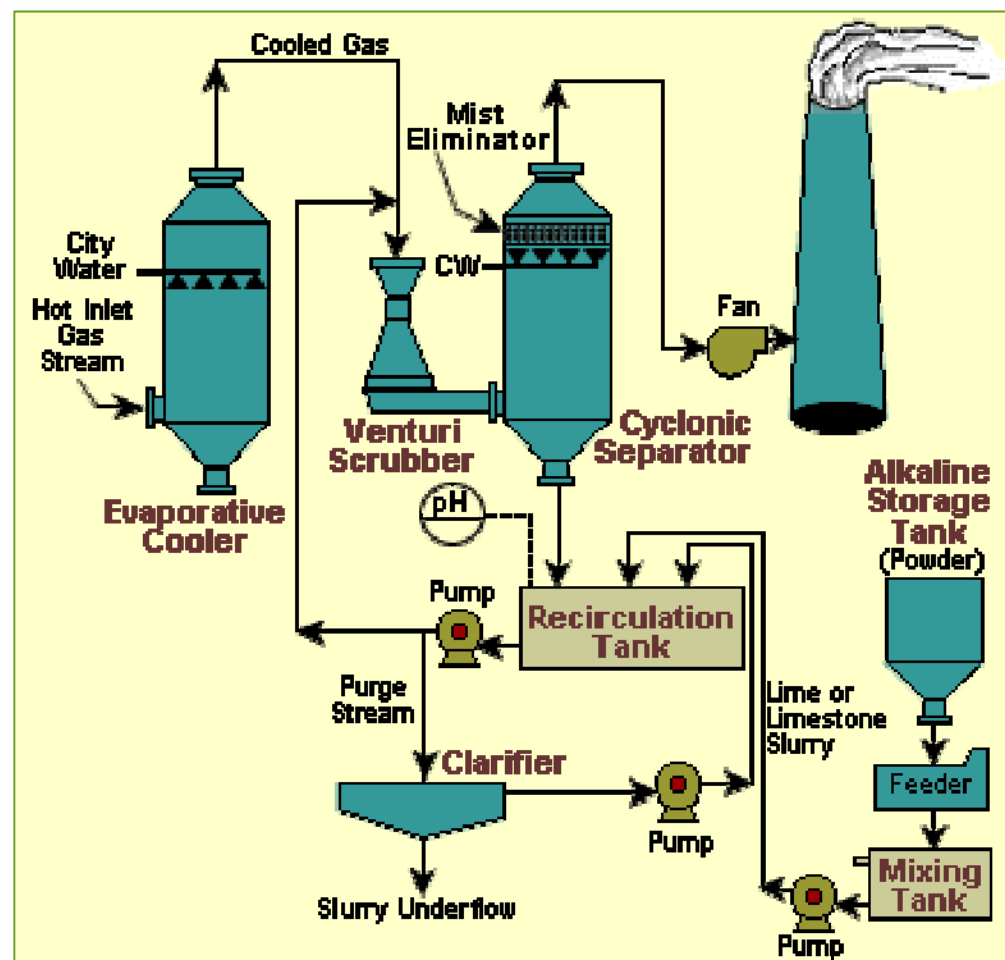 Cooled Gas
Mist
Eliminator
City
Water
CW
Hot Inlet
Gas
Stream
Fan
Venturi
Scrubber
Cyclonic
Separator
Evaporative
Cooler
pH
Alkaline
Storage
Tank
(Powder)
Pump
Recirculation
Tank
Purge
Stream
Lime or
Limestone
Slurry
Clarifier
Feeder
Pump
Mixing
Tank
Slurry Underflow
Pump